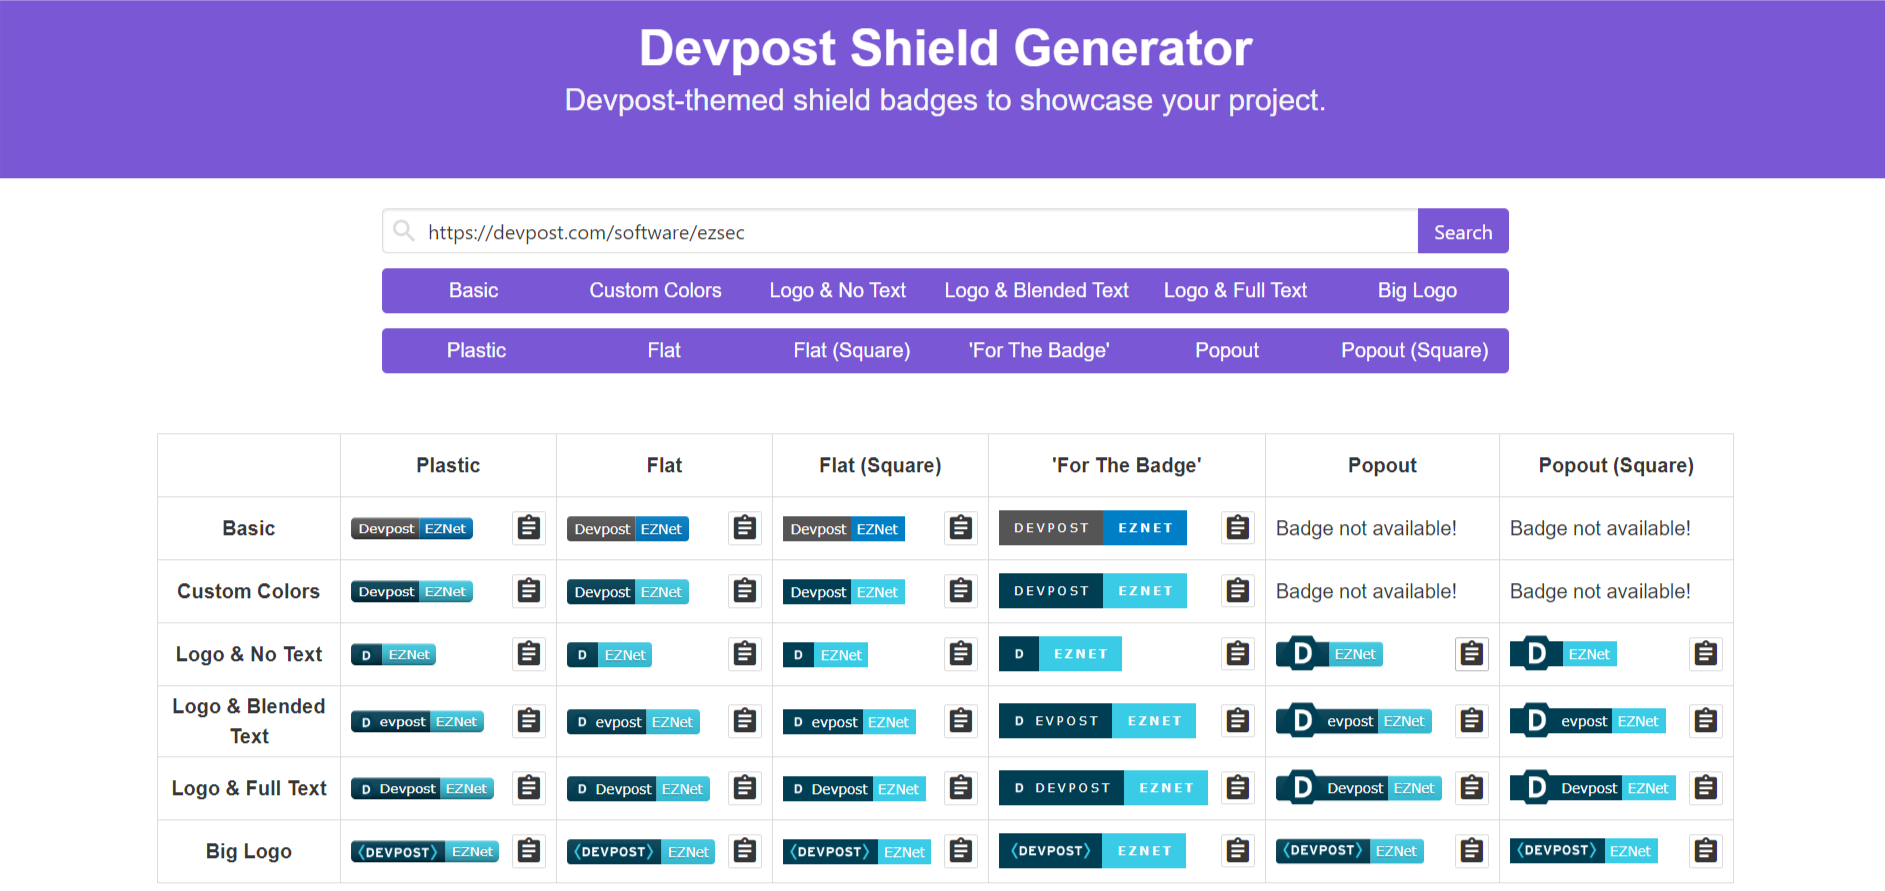 Devpost Shield Generator
Devpost-themed shield badges to showcase your project.
https://devpost.com/software/ezsec Search
Basic Custom Colors Logo & No Text Logo & Blended Text Logo & Full Text Big Logo
Plastic Flat Flat (Square) 'For The Badge' Popout Popout (Square)
Plastic Flat Flat (Square) 'For The Badge' Popout Popout (Square)
Basic Devpost EZNet Devpost EZNet Devpost EZNet DEVPOST EZNET Badge not available! Badge not available!
Custom Colors Devpost EZNet Devpost EZNet Devpost EZNet DEVPOST EZNET Badge not available! Badge not available!
Logo & No Text D EZNet D EZNet D EZNet D EZNET D EZNet D EZNet
Logo & Blended
Text D evpost EZNet D evpost EZNet D evpost EZNet D EVPOST EZNET D evpost EZNet D evpost EZNet
Logo & Full Text D Devpost EZNet D Devpost EZNet D Devpost EZNet D DEVPOST EZNET D Devpost EZNet D Devpost EZNet
Big Logo 〈DEVPOST〉 EZNet 〈DEVPOST〉 EZNet 〈DEVPOST〉 EZNet 〈DEVPOST〉 EZNET 〈DEVPOST〉 EZNet 〈DEVPOST〉 EZNet